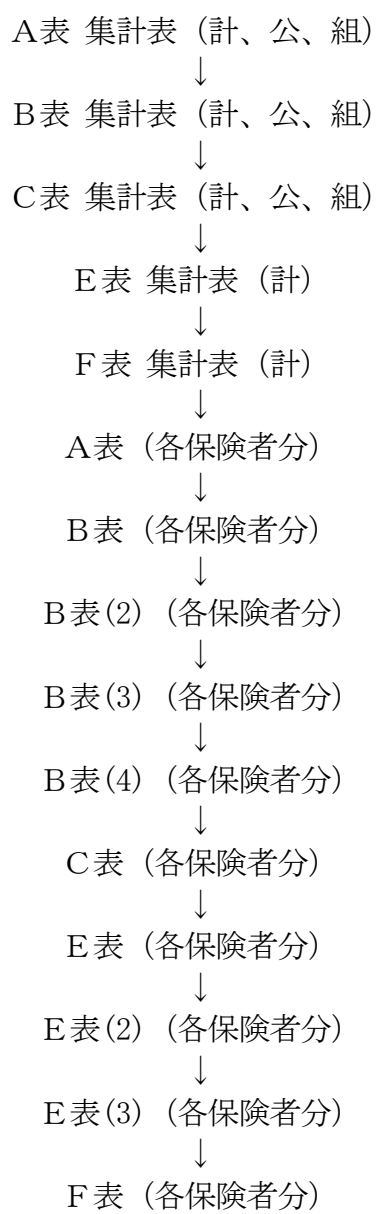 A表 集計表（計、公、組）
↓
B表 集計表（計、公、組）
↓
C表 集計表（計、公、組）
↓
E表 集計表（計）
↓
F表 集計表（計）
↓
A表（各保険者分）
↓
B表（各保険者分）
↓
B表(2)（各保険者分）
↓
B表(3)（各保険者分）
↓
B表(4)（各保険者分）
↓
C表（各保険者分）
↓
E表（各保険者分）
↓
E表(2)（各保険者分）
↓
E表(3)（各保険者分）
↓
F表（各保険者分）